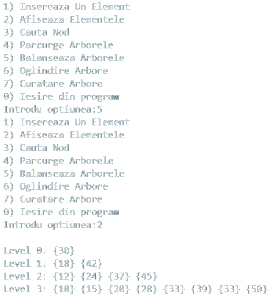 1) Insereaza Un Element
2) Afiseaza Elementele
3) Cauta Nod
4) Parcurge Arborele
5) Balanseaza Arborele
6) Oglindire Arbore
7) Curatare Arbore
0) Iesire din program
Introdu optiunea:5
1) Insereaza Un Element
2) Afiseaza Elementele
3) Cauta Nod
4) Parcurge Arborele
5) Balanseaza Arborele
6) Oglindire Arbore
7) Curatare Arbore
0) Iesire din program
Introdu optiunea:2
Level 0: {30}
Level 1: {18} {42}
Level 2: {12} {24} {37} {45}
Level 3: {10} {15} {20} {28} {33} {39} {33} {50}